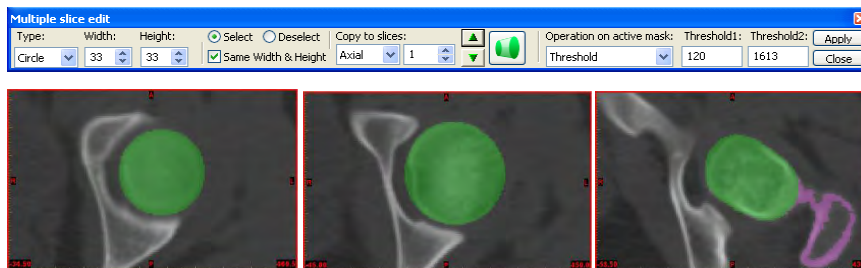 Multiple slice edit
Type: Width: Height: Select Deselect Copy to slices: Operation on active mask: Threshold1: Threshold2: Apply
Circle 33 33 Same Width & Height Axial 1 Threshold 120 1613 Close
A A A
R L R
P P P